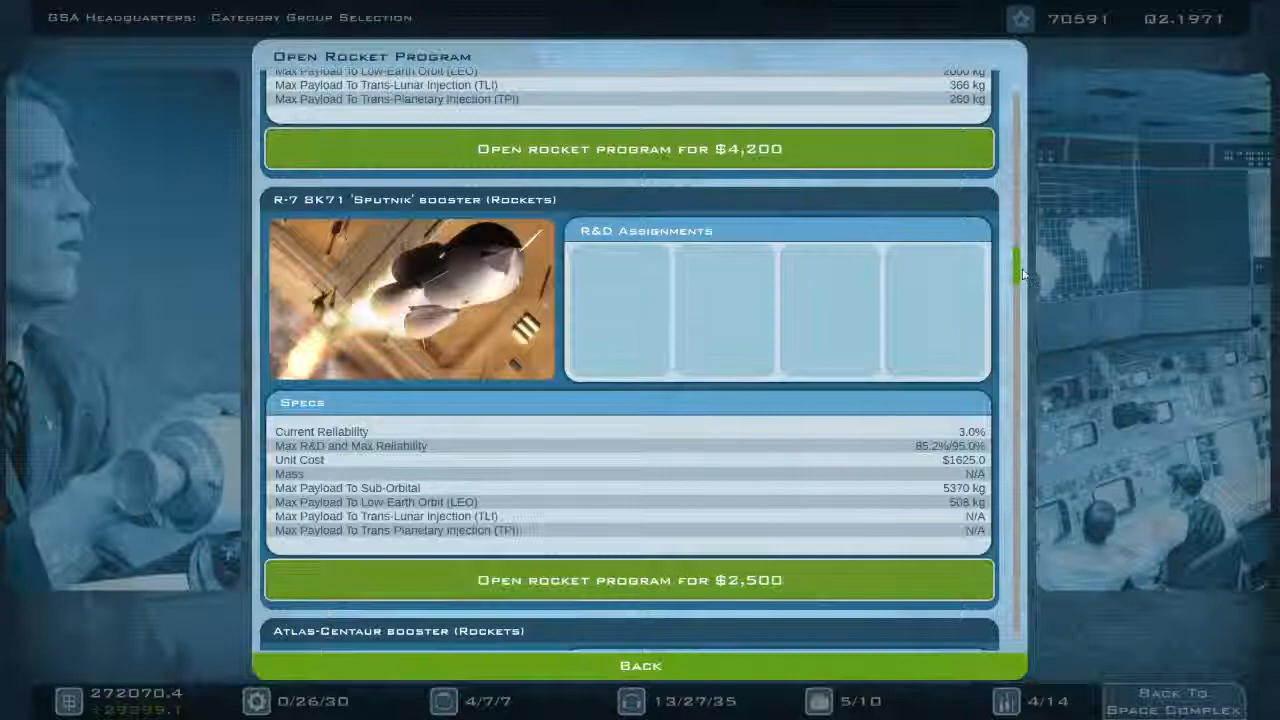 GSA Headquarters: Category Group Selection
70591 Q2.1971
Open Rocket Program
Max Payload To Low-Earth Orbit (LEO) 2000 kg
Max Payload To Trans-Lunar Injection (TLI) 366 kg
Max Payload To Trans-Planetary Injection (TPI) 260 kg
Open rocket program for $4,200
R-7 8K71 'Sputnik' booster (Rockets)
R&D Assignments
Specs
Current Reliability 3.0%
Max R&D and Max Reliability 85.2%/95.0%
Unit Cost $1625.0
Mass N/A
Max Payload To Sub-Orbital 5370 kg
Max Payload To Low-Earth Orbit (LEO) 508 kg
Max Payload To Trans-Lunar Injection (TLI) N/A
Max Payload To Trans-Planetary Injection (TPI) N/A
Open rocket program for $2,500
Atlas-Centaur booster (Rockets)
Back
272070.4
0/26/30
4/7/7
13/27/35
5/10
4/14
Back To
Space Complex